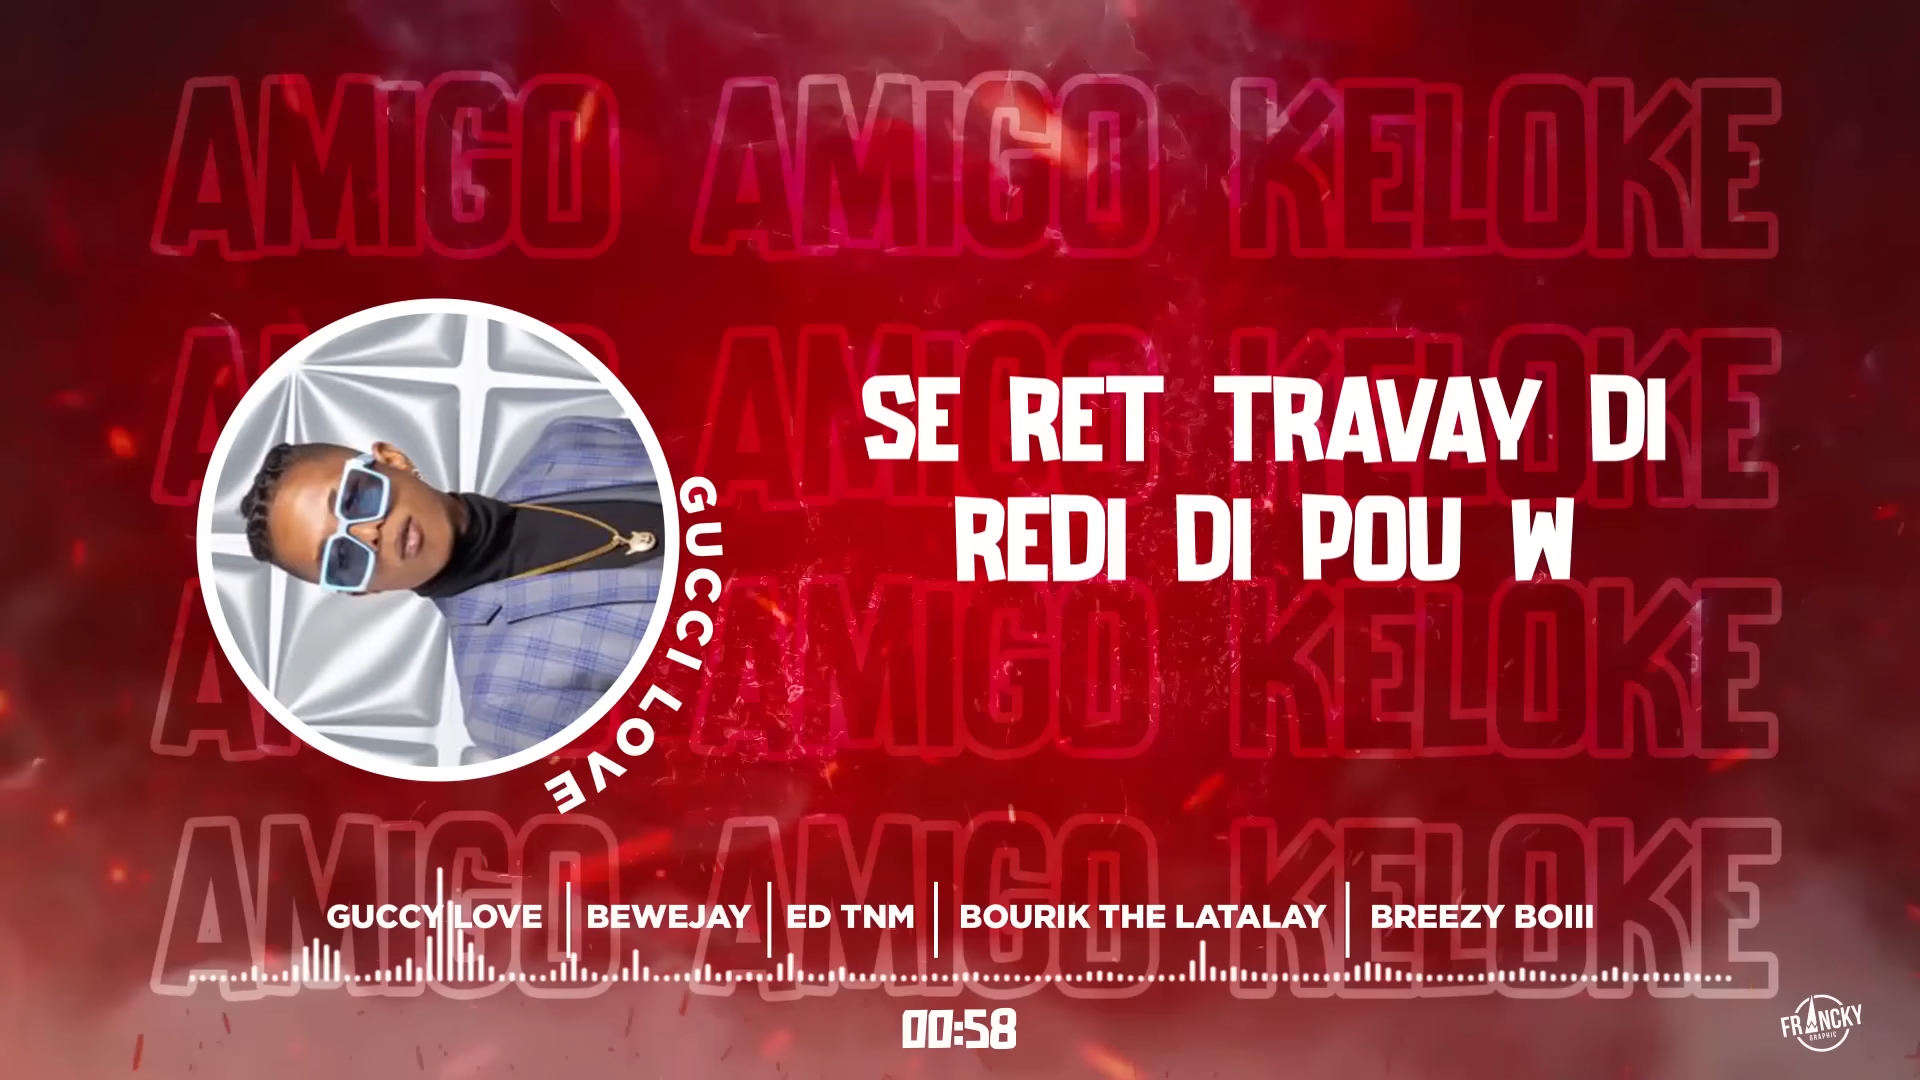 AMIGO AMIGO KELOKE
AMIGO KELOKE
SE RET TRAVAY DI
REDI DI POU W
GUCCI LOVE
AMIGO KELOKE
AMIGO AMIGO KELOKE
GUCCY LOVE | BEWEJAY | ED TNM | BOURIK THE LATALAY | BREEZY BOIII
00:58
FRANCKY
GRAPHIC